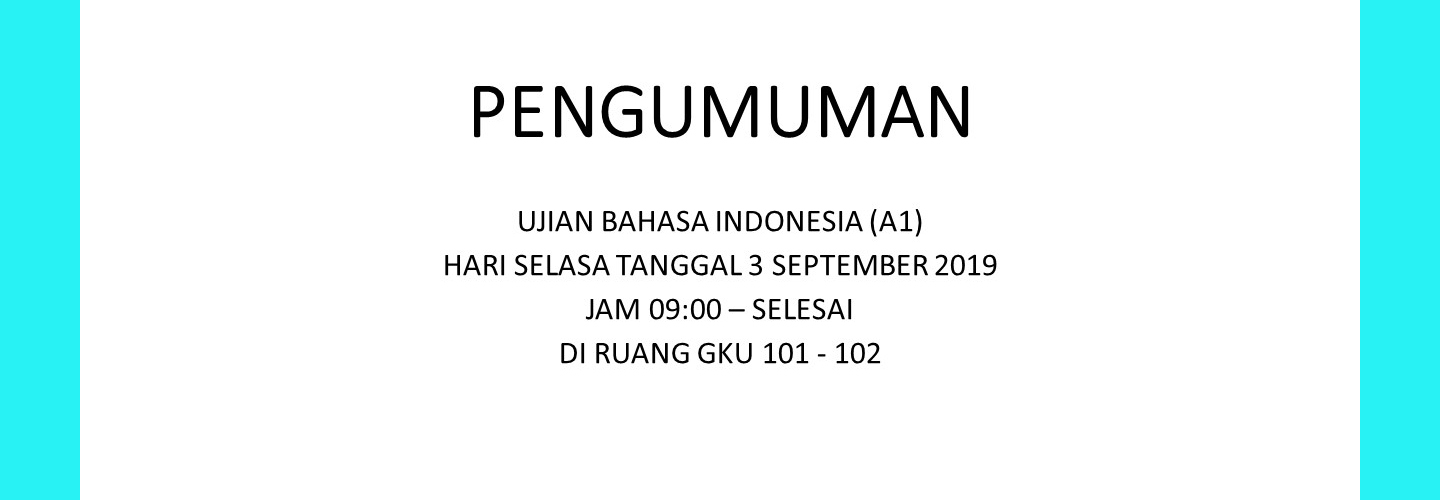 PENGUMUMAN
UJIAN BAHASA INDONESIA (A1)
HARI SELASA TANGGAL 3 SEPTEMBER 2019
JAM 09:00 – SELESAI
DI RUANG GKU 101 - 102